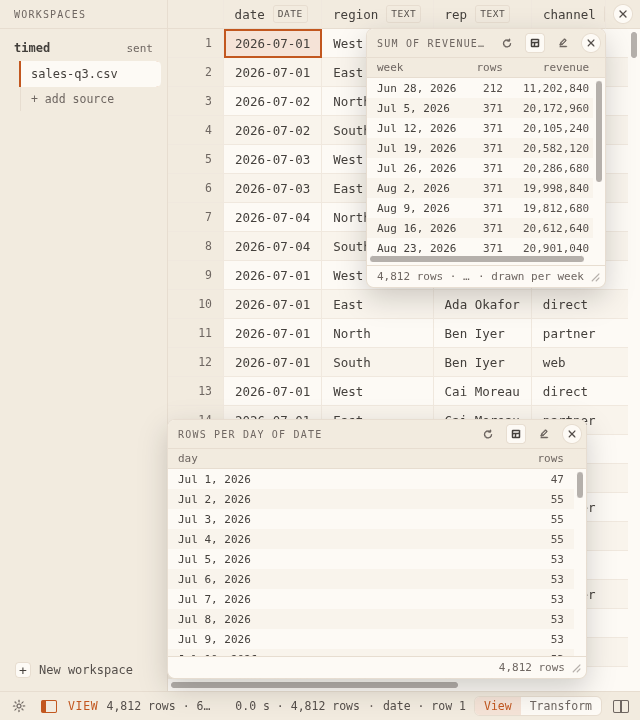 WORKSPACES
timed sent
sales-q3.csv
+ add source
+ New workspace
date DATE region TEXT rep TEXT channel
1 2026-07-01 West
2 2026-07-01 East
3 2026-07-02 North
4 2026-07-02 South
5 2026-07-03 West
6 2026-07-03 East
7 2026-07-04 North
8 2026-07-04 South
9 2026-07-01 West
10 2026-07-01 East Ada Okafor direct
11 2026-07-01 North Ben Iyer partner
12 2026-07-01 South Ben Iyer web
13 2026-07-01 West Cai Moreau direct
14 2026-07-01 East Cai Moreau partner
SUM OF REVENUE…
week rows revenue
Jun 28, 2026 212 11,202,840
Jul 5, 2026 371 20,172,960
Jul 12, 2026 371 20,105,240
Jul 19, 2026 371 20,582,120
Jul 26, 2026 371 20,286,680
Aug 2, 2026 371 19,998,840
Aug 9, 2026 371 19,812,680
Aug 16, 2026 371 20,612,640
Aug 23, 2026 371 20,901,040
4,812 rows · … · drawn per week
ROWS PER DAY OF DATE
day rows
Jul 1, 2026 47
Jul 2, 2026 55
Jul 3, 2026 55
Jul 4, 2026 55
Jul 5, 2026 53
Jul 6, 2026 53
Jul 7, 2026 53
Jul 8, 2026 53
Jul 9, 2026 53
4,812 rows
VIEW 4,812 rows · 6… 0.0 s · 4,812 rows · date · row 1 View Transform